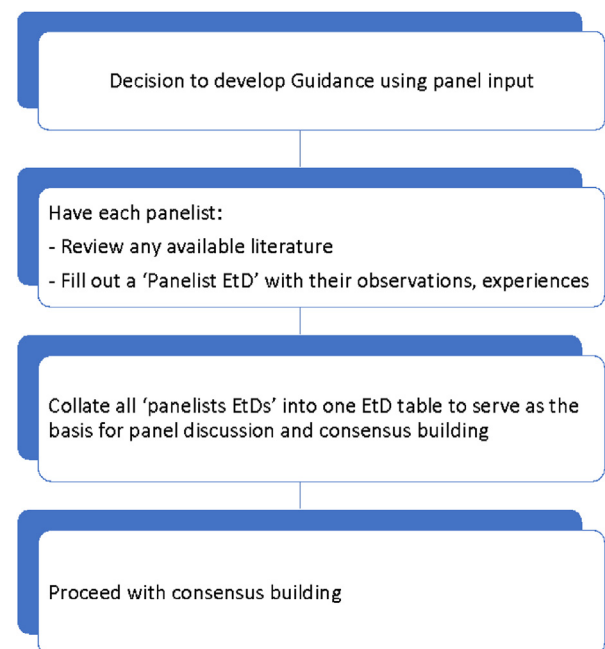 Decision to develop Guidance using panel input
Have each panelist:
- Review any available literature
- Fill out a ‘Panelist EtD’ with their observations, experiences
Collate all ‘panelists EtDs’ into one EtD table to serve as the
basis for panel discussion and consensus building
Proceed with consensus building